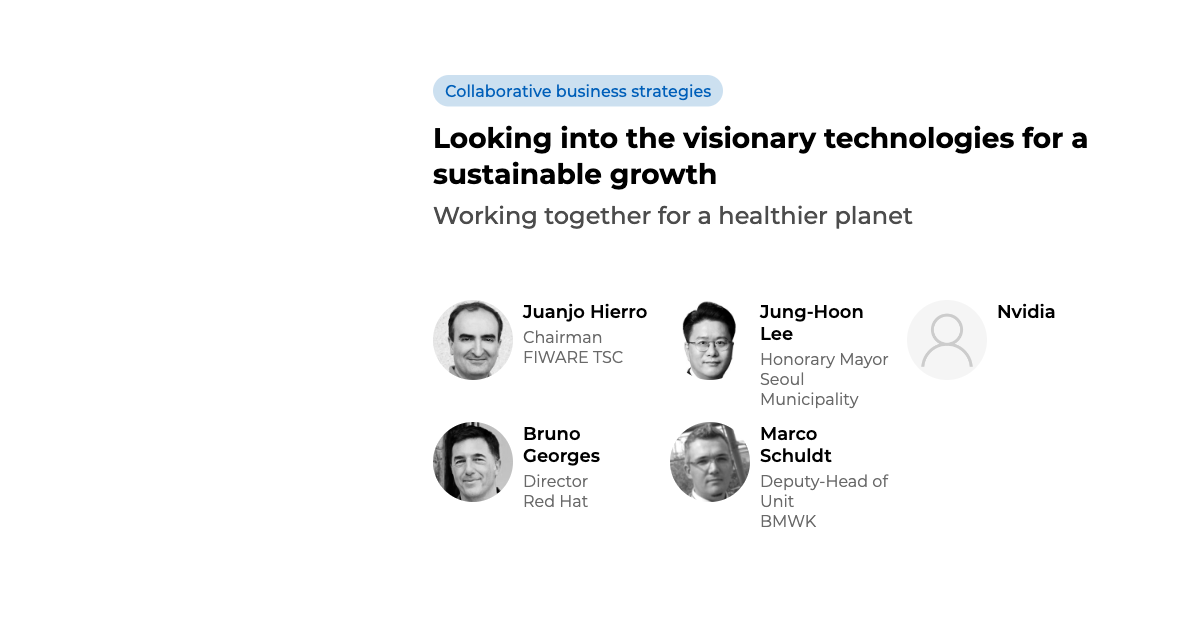 Collaborative business strategies
Looking into the visionary technologies for a
sustainable growth
Working together for a healthier planet
Juanjo Hierro
Chairman
FIWARE TSC
Jung-Hoon
Lee
Honorary Mayor
Seoul
Municipality
Nvidia
Bruno
Georges
Director
Red Hat
Marco
Schuldt
Deputy-Head of
Unit
BMWK